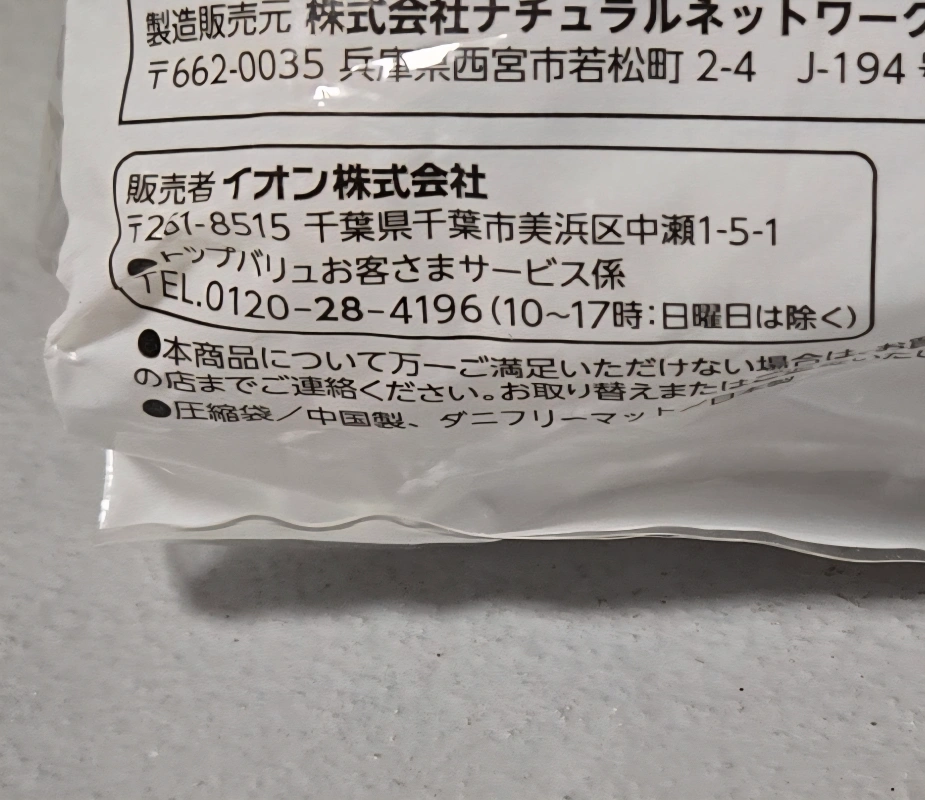 製造販売元 株式会社ナチュラルネットワーク
〒662-0035 兵庫県西宮市若松町 2-4 J-194
販売者 イオン株式会社
〒261-8515 千葉県千葉市美浜区中瀬1-5-1
●トップバリュお客さまサービス係
TEL.0120-28-4196(10～17時:日曜日は除く)
●本商品について万一ご満足いただけない場合は、お買
の店までご連絡ください。お取り替えまたは
●圧縮袋/中国製、ダニフリーマット/日本製